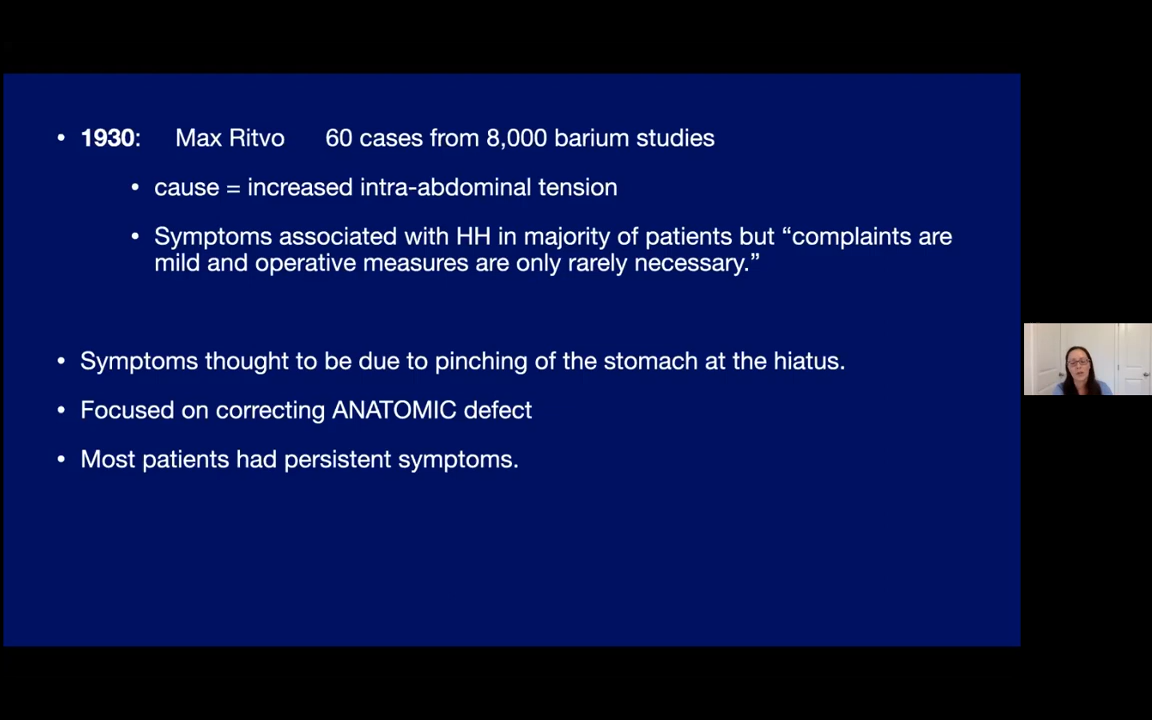 • 1930: Max Ritvo 60 cases from 8,000 barium studies
• cause = increased intra-abdominal tension
• Symptoms associated with HH in majority of patients but “complaints are
mild and operative measures are only rarely necessary.”
• Symptoms thought to be due to pinching of the stomach at the hiatus.
• Focused on correcting ANATOMIC defect
• Most patients had persistent symptoms.